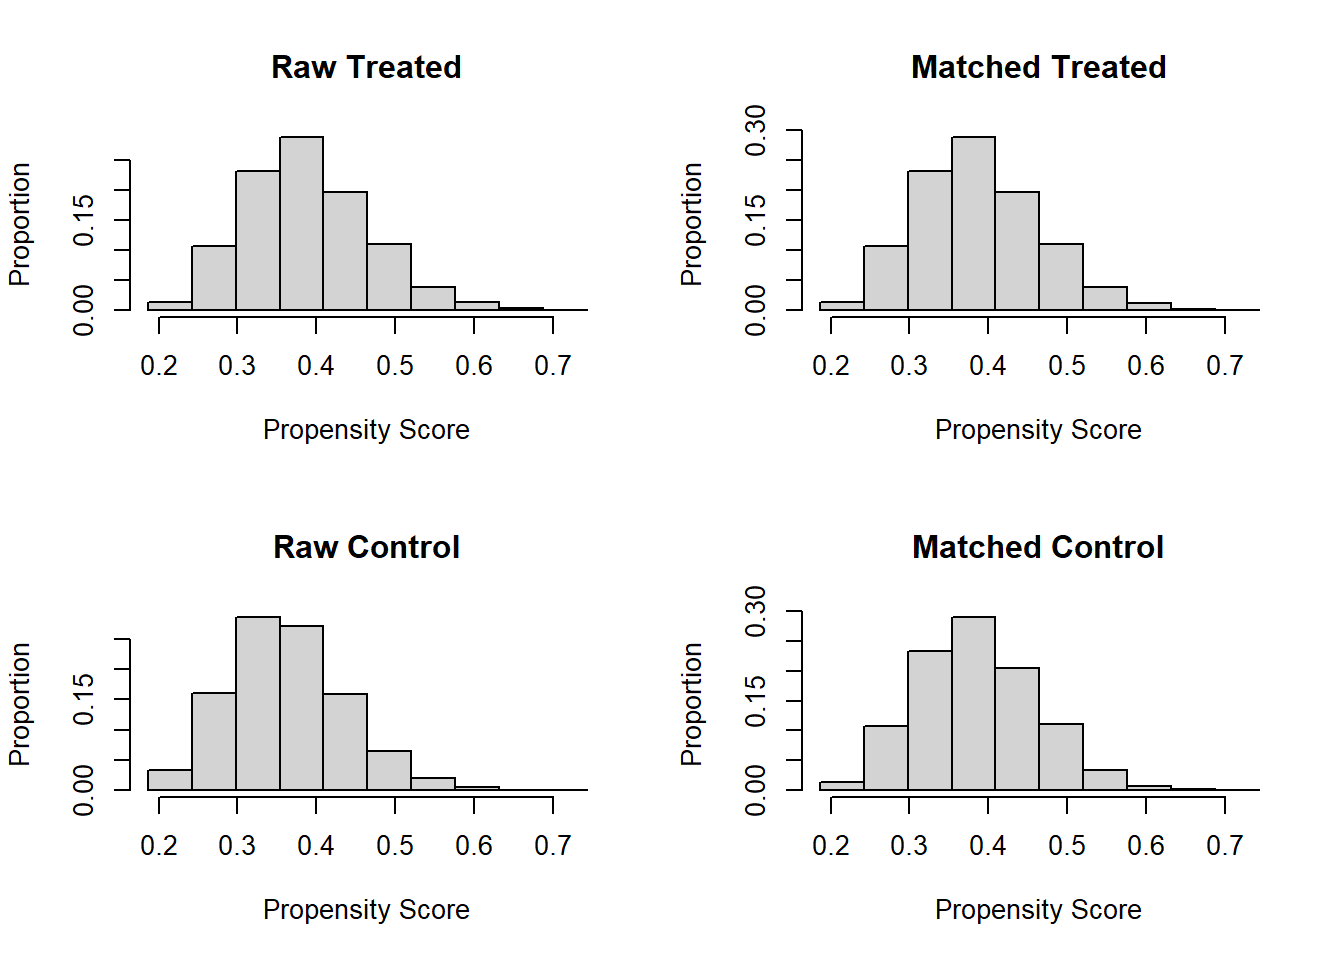 Raw Treated
Proportion
0.00 0.15
0.2 0.3 0.4 0.5 0.6 0.7
Propensity Score
Matched Treated
Proportion
0.00 0.15 0.30
0.2 0.3 0.4 0.5 0.6 0.7
Propensity Score
Raw Control
Proportion
0.00 0.15
0.2 0.3 0.4 0.5 0.6 0.7
Propensity Score
Matched Control
Proportion
0.00 0.15 0.30
0.2 0.3 0.4 0.5 0.6 0.7
Propensity Score